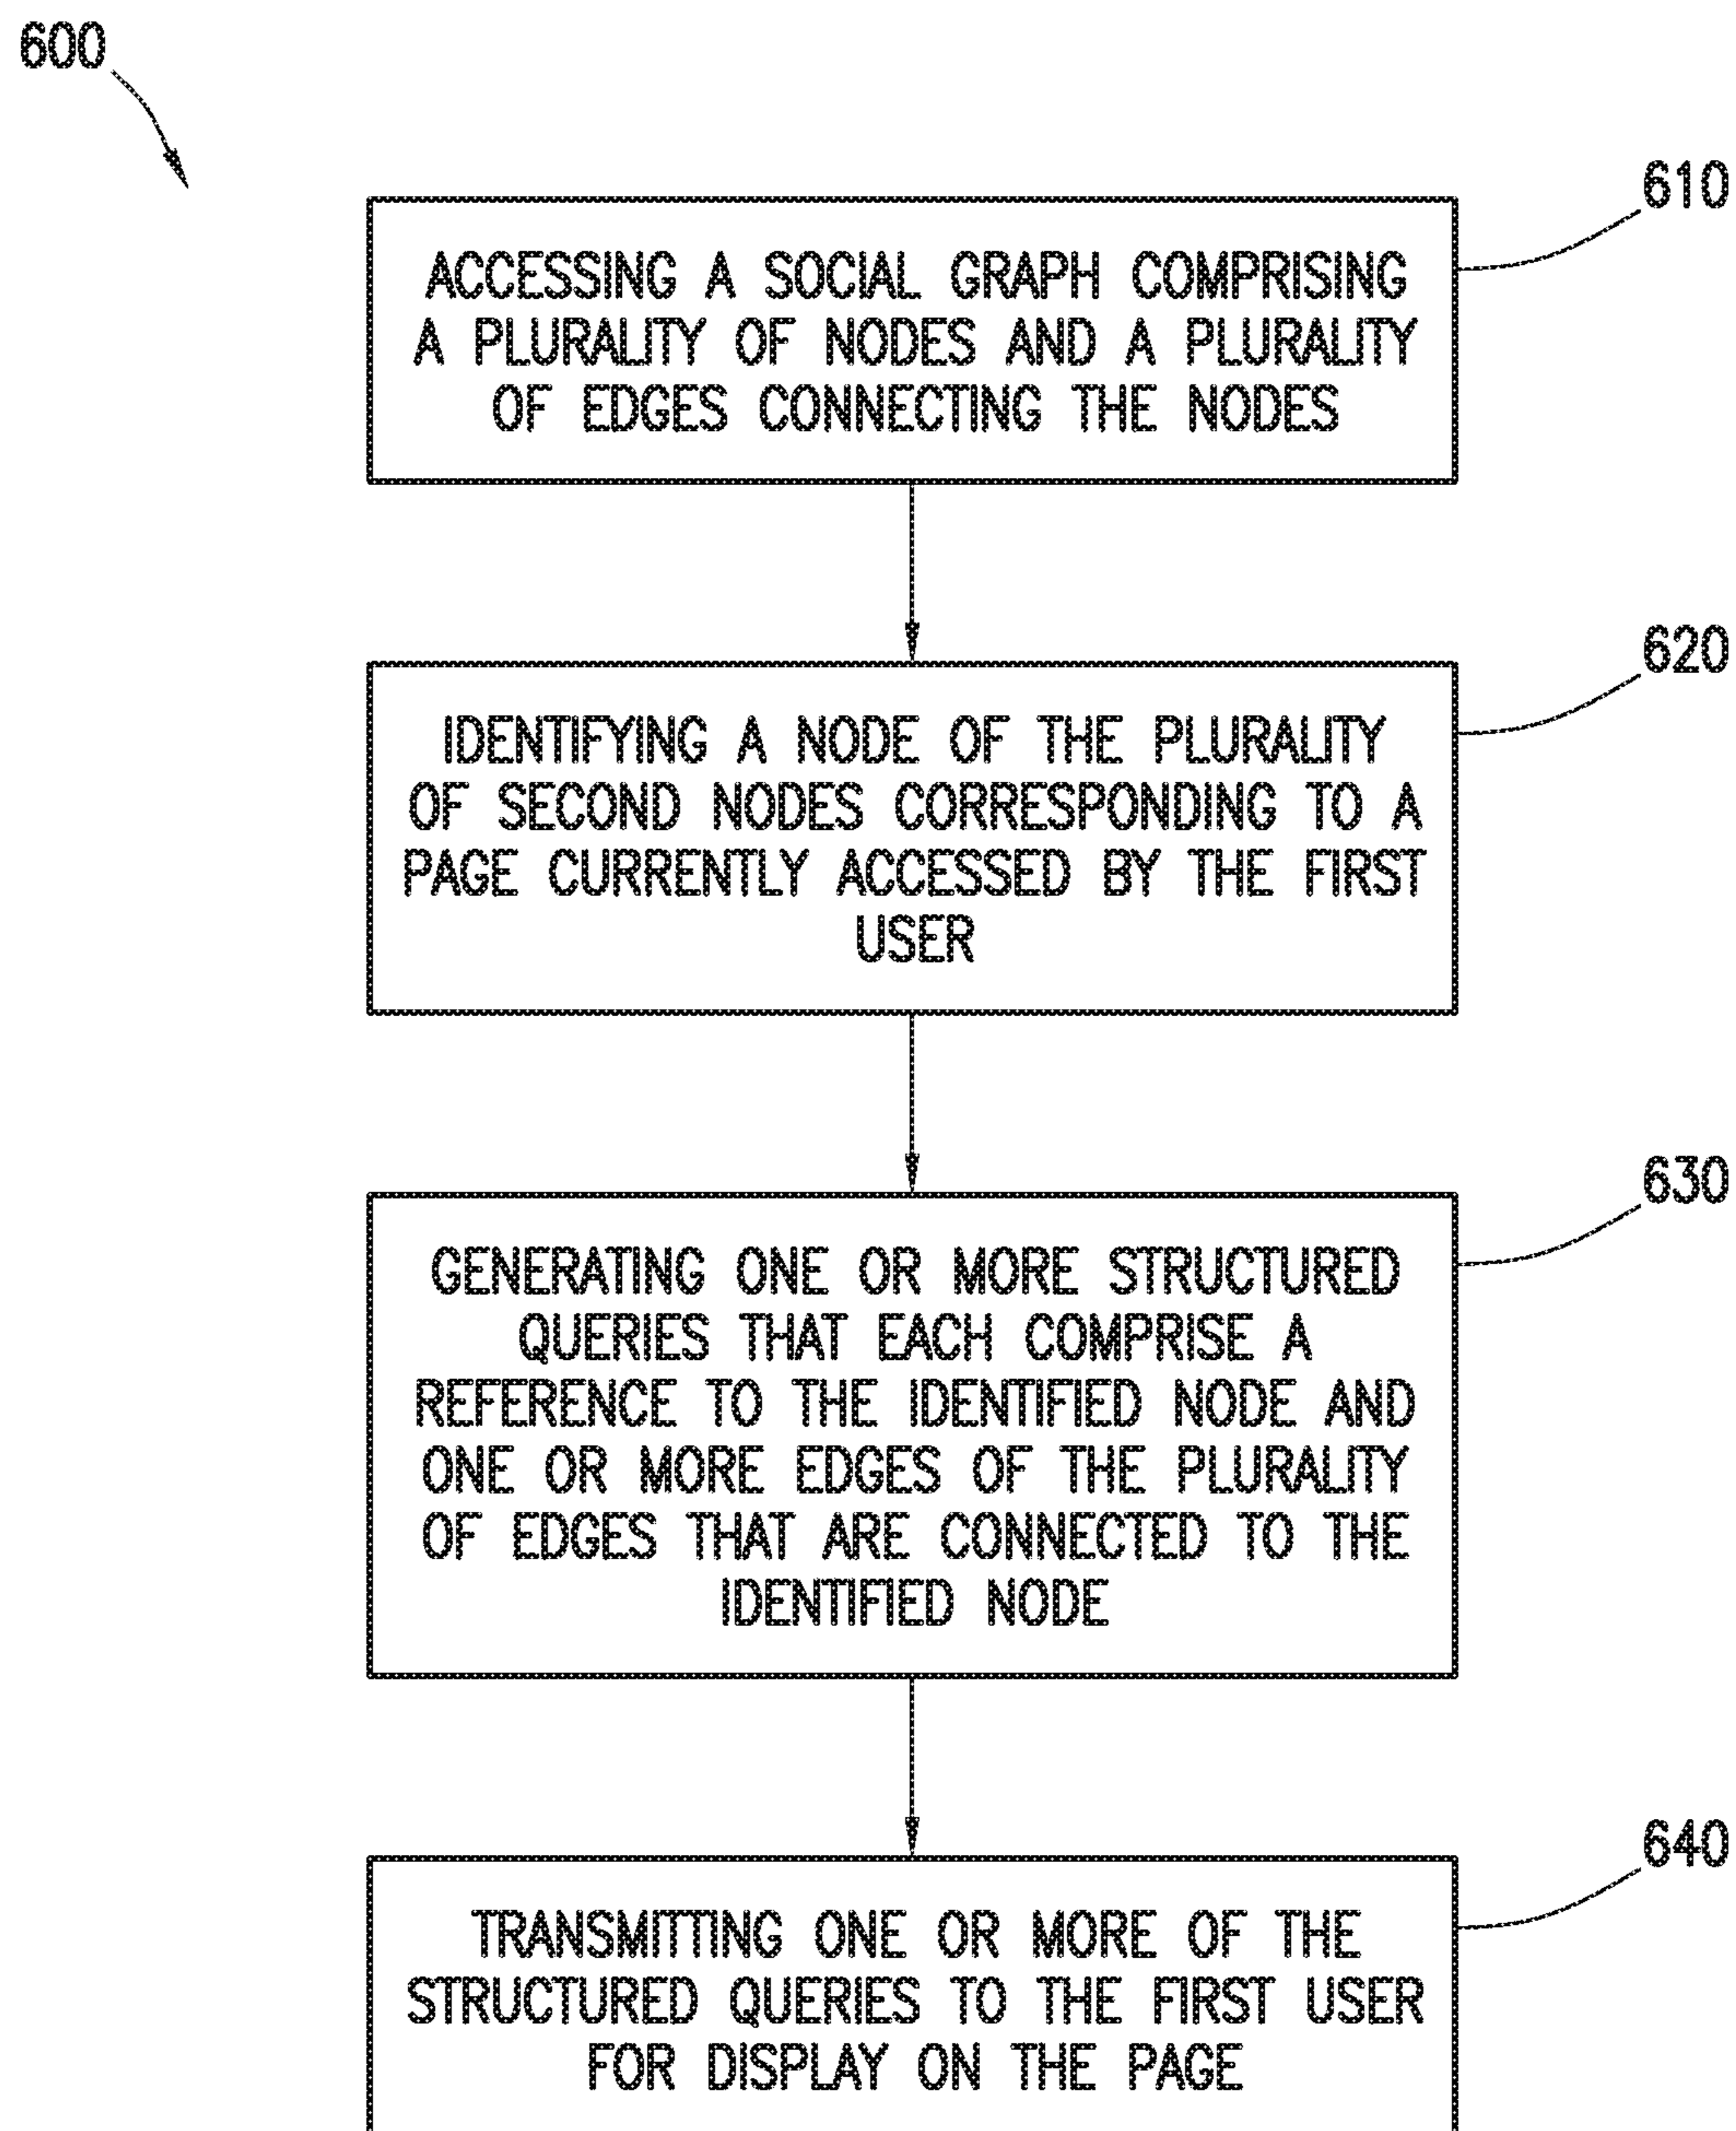 600
610
ACCESSING A SOCIAL GRAPH COMPRISING
A PLURALITY OF NODES AND A PLURALITY
OF EDGES CONNECTING THE NODES
620
IDENTIFYING A NODE OF THE PLURALITY
OF SECOND NODES CORRESPONDING TO A
PAGE CURRENTLY ACCESSED BY THE FIRST
USER
630
GENERATING ONE OR MORE STRUCTURED
QUERIES THAT EACH COMPRISE A
REFERENCE TO THE IDENTIFIED NODE AND
ONE OR MORE EDGES OF THE PLURALITY
OF EDGES THAT ARE CONNECTED TO THE
IDENTIFIED NODE
640
TRANSMITTING ONE OR MORE OF THE
STRUCTURED QUERIES TO THE FIRST USER
FOR DISPLAY ON THE PAGE